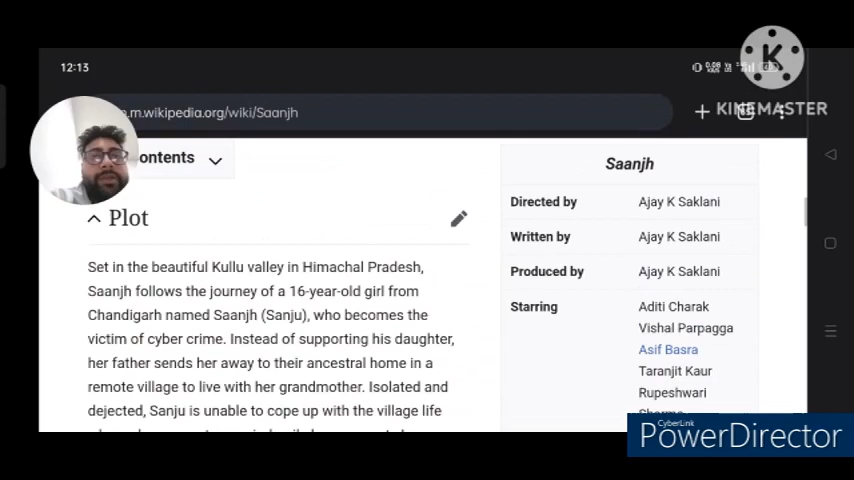 12:13
KINEMASTER
.m.wikipedia.org/wiki/Saanjh
ontents
Plot
Set in the beautiful Kullu valley in Himachal Pradesh,
Saanjh follows the journey of a 16-year-old girl from
Chandigarh named Saanjh (Sanju), who becomes the
victim of cyber crime. Instead of supporting his daughter,
her father sends her away to their ancestral home in a
remote village to live with her grandmother. Isolated and
dejected, Sanju is unable to cope up with the village life
Saanjh
Directed by Ajay K Saklani
Written by Ajay K Saklani
Produced by Ajay K Saklani
Starring Aditi Charak
Vishal Parpagga
Asif Basra
Taranjit Kaur
Rupeshwari
CyberLink
PowerDirector